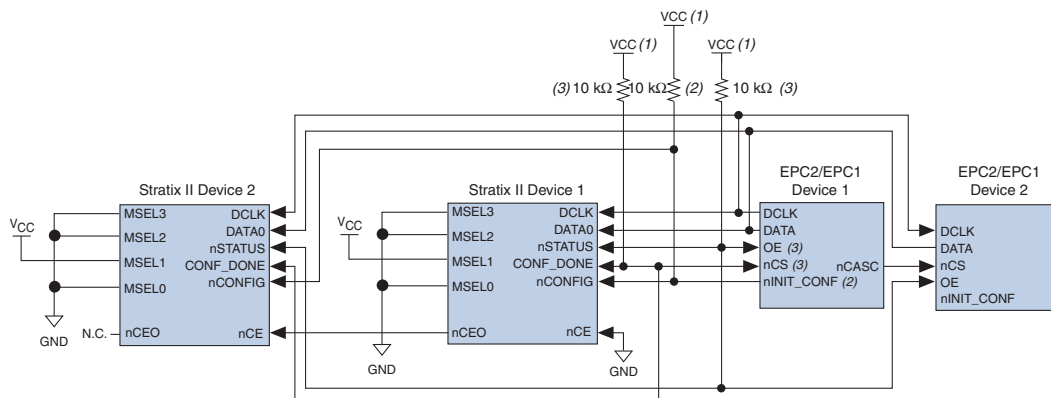 VCC (1)
VCC (1)
VCC (1)
(3) 10 kΩ
10 kΩ
(2)
10 kΩ (3)
Stratix II Device 2
MSEL3
MSEL2
MSEL1
MSEL0
nCEO
DCLK
DATA0
nSTATUS
CONF_DONE
nCONFIG
nCE
VCC
GND
N.C.
Stratix II Device 1
MSEL3
MSEL2
MSEL1
MSEL0
nCEO
DCLK
DATA0
nSTATUS
CONF_DONE
nCONFIG
nCE
VCC
GND
GND
EPC2/EPC1
Device 1
DCLK
DATA
OE (3)
nCS (3)
nCASC
nINIT_CONF (2)
EPC2/EPC1
Device 2
DCLK
DATA
nCS
OE
nINIT_CONF